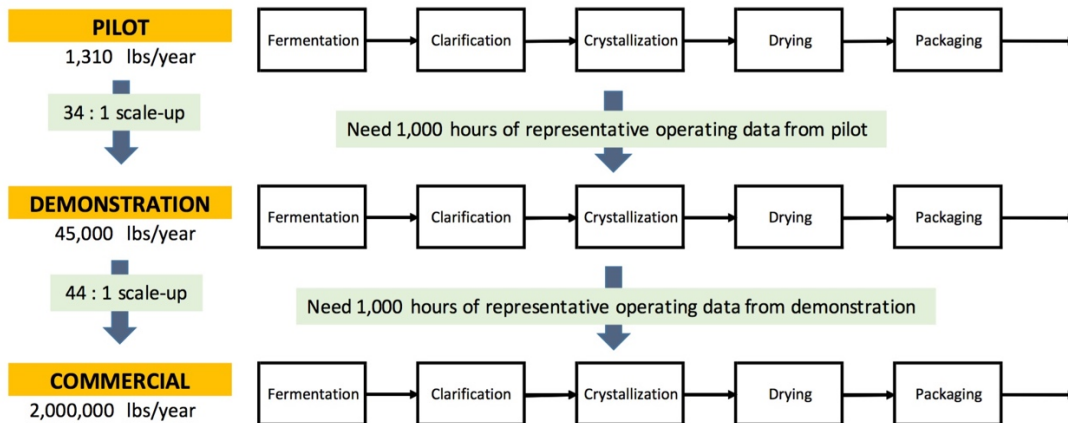 PILOT
1,310 lbs/year
Fermentation
Clarification
Crystallization
Drying
Packaging
34 : 1 scale-up
Need 1,000 hours of representative operating data from pilot
DEMONSTRATION
45,000 lbs/year
Fermentation
Clarification
Crystallization
Drying
Packaging
44 : 1 scale-up
Need 1,000 hours of representative operating data from demonstration
COMMERCIAL
2,000,000 lbs/year
Fermentation
Clarification
Crystallization
Drying
Packaging